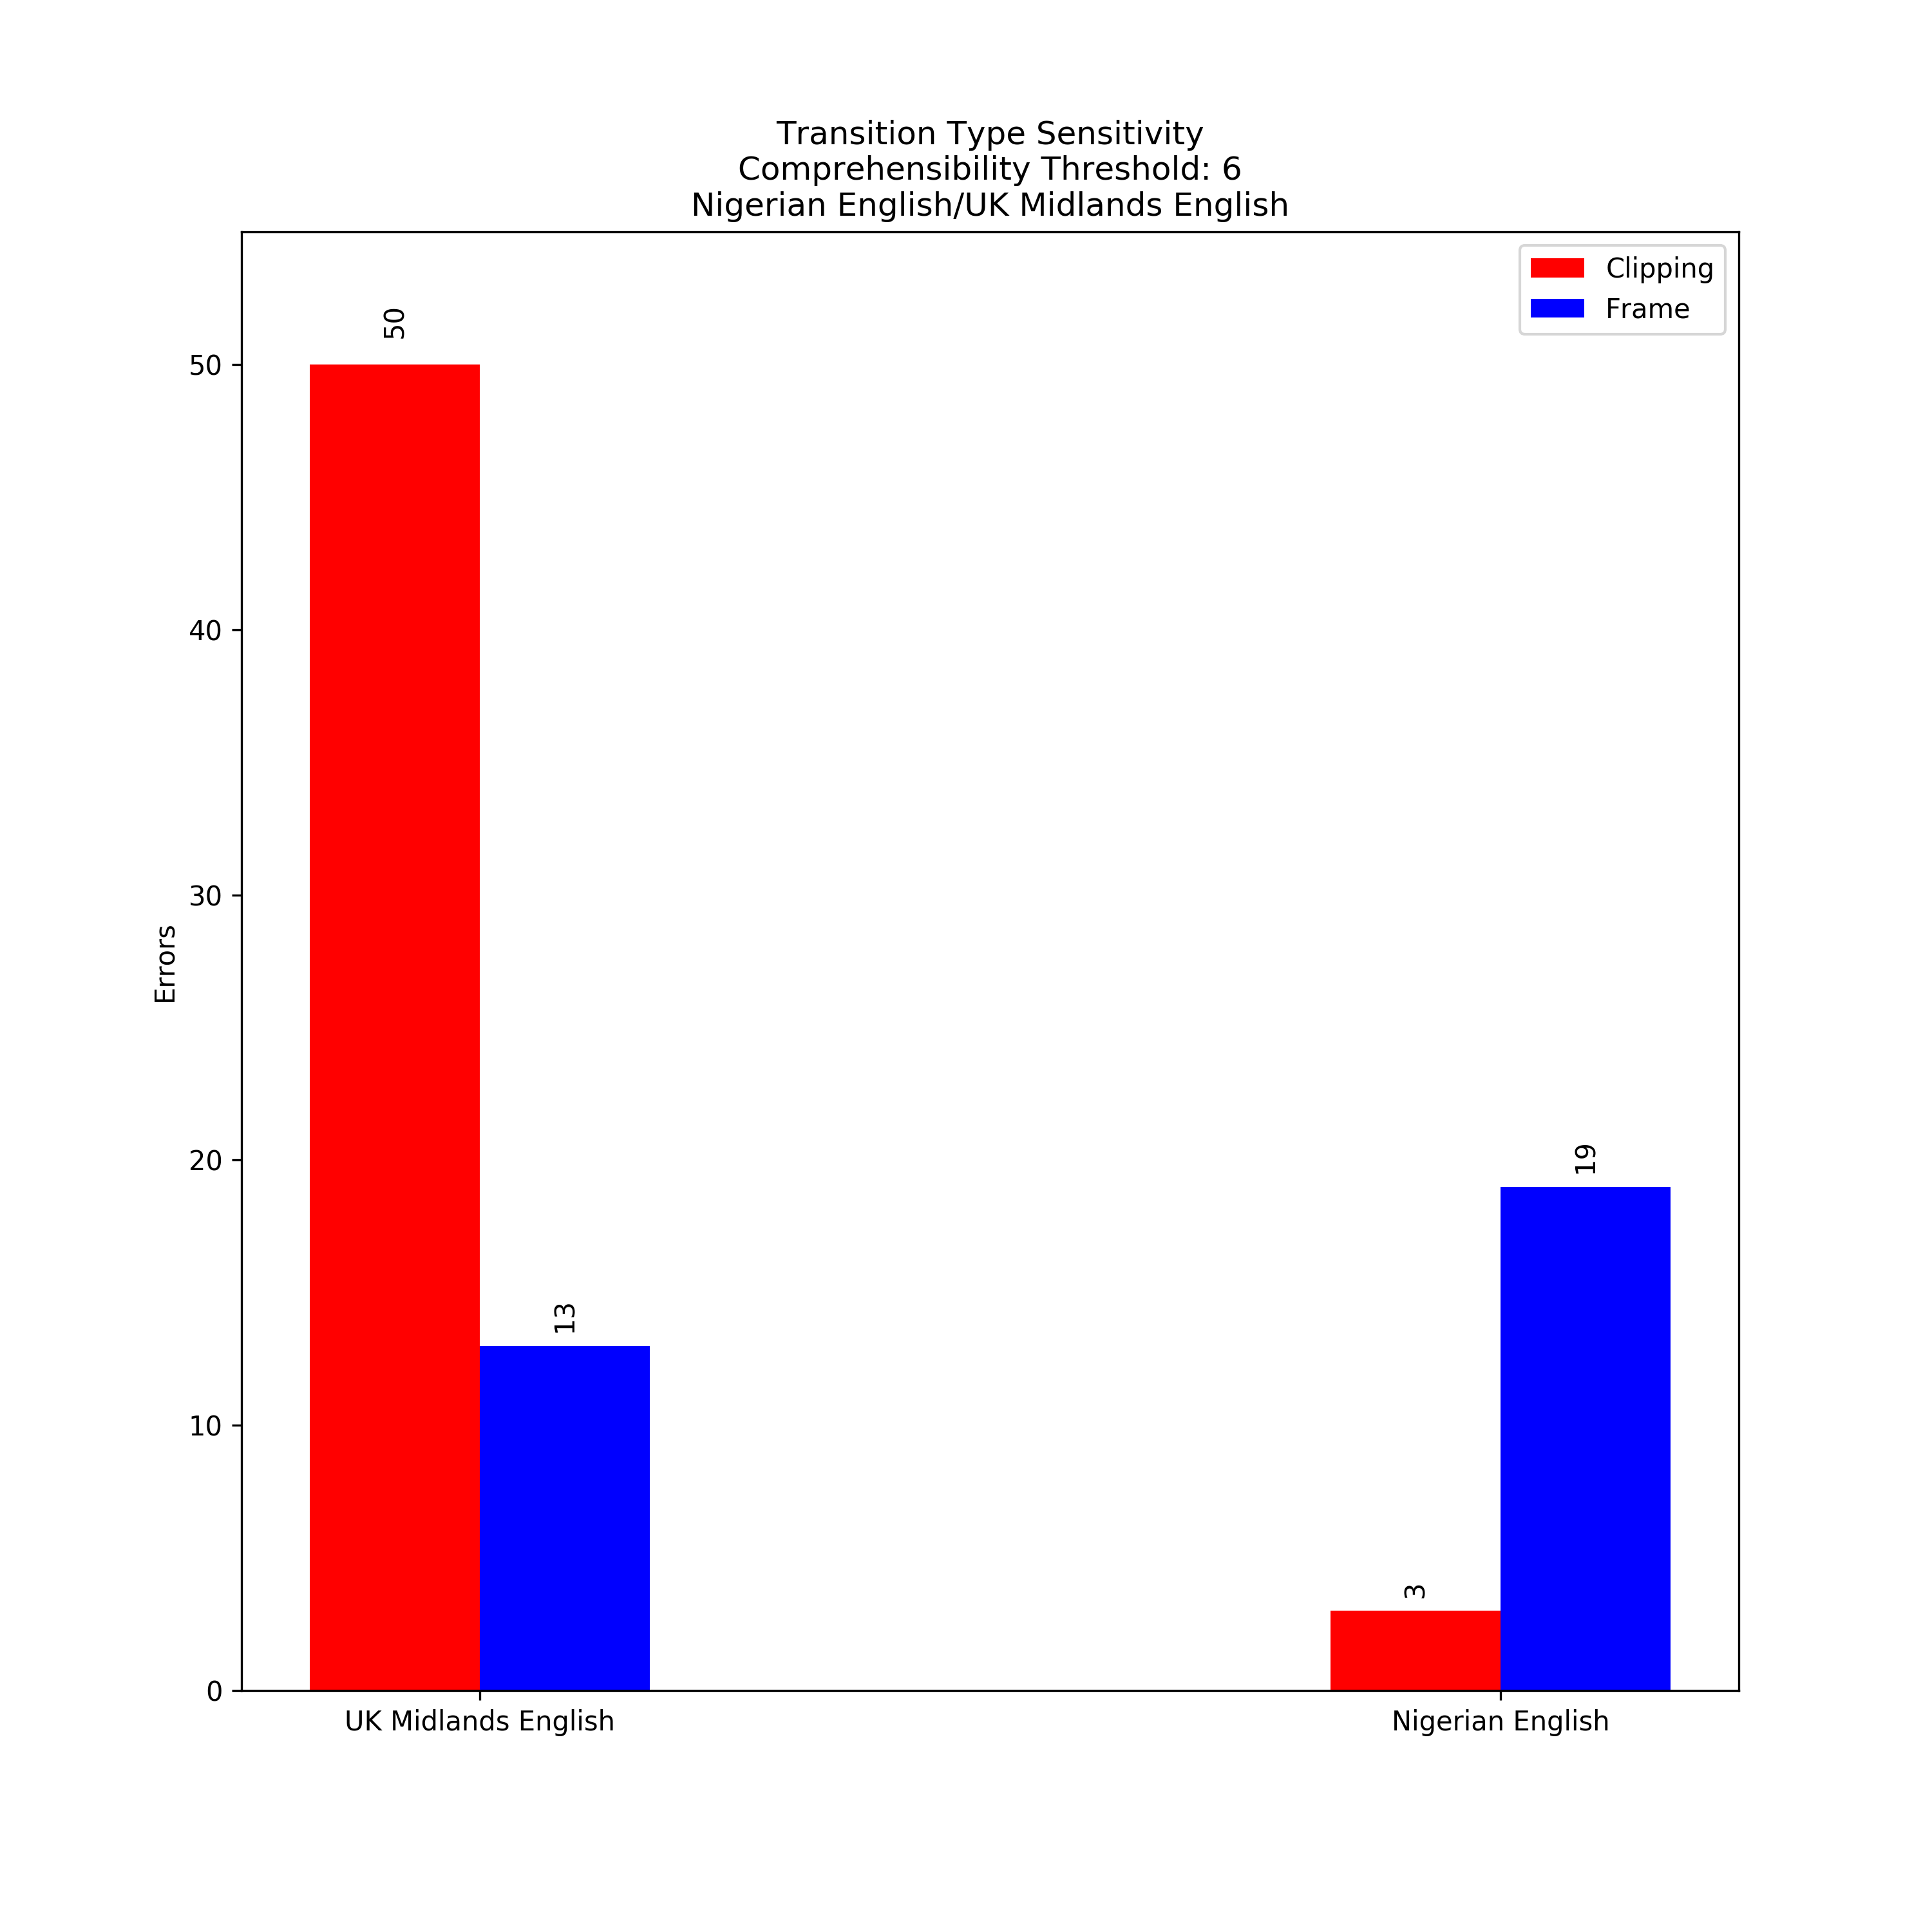 Transition Type Sensitivity
Comprehensibility Threshold: 6
Nigerian English/UK Midlands English
Clipping
Frame
50
50
40
30
20
10
0
Errors
13
3
19
UK Midlands English
Nigerian English